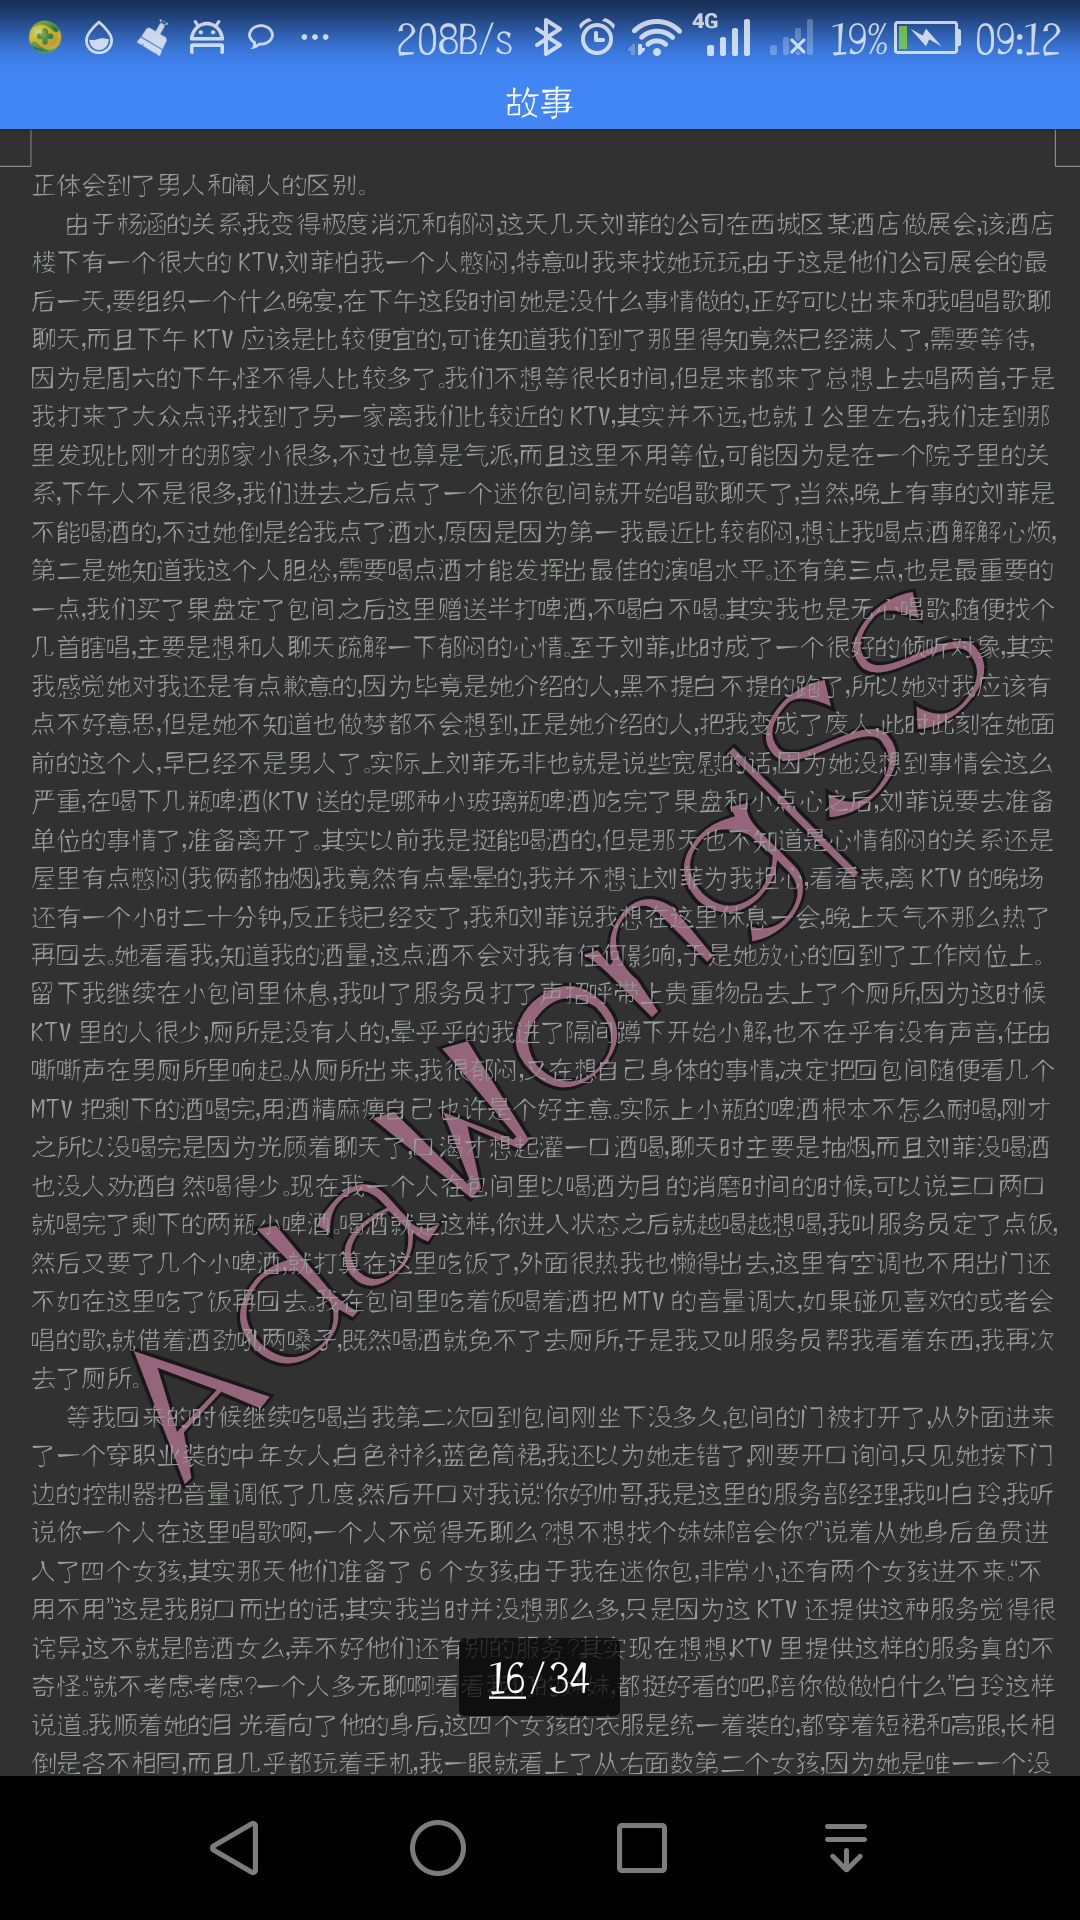 208B/s 4G 19% 09:12
故事
正体会到了男人和阉人的区别。
由于杨涵的关系,我变得极度消沉和郁闷,这天几天刘菲的公司在西城区某酒店做展会,该酒店
楼下有一个很大的 KTV,刘菲怕我一个人憋闷,特意叫我来找她玩玩,由于这是他们公司展会的最
后一天,要组织一个什么晚宴,在下午这段时间她是没什么事情做的,正好可以出来和我唱唱歌聊
聊天,而且下午 KTV 应该是比较便宜的,可谁知道我们到了那里得知竟然已经满人了,需要等待,
因为是周六的下午,怪不得人比较多了。我们不想等很长时间,但是来都来了总想上去唱两首,于是
我打来了大众点评,找到了另一家离我们比较近的 KTV,其实并不远,也就 1 公里左右,我们走到那
里发现比刚才的那家小很多,不过也算是气派,而且这里不用等位,可能因为是在一个院子里的关
系,下午人不是很多,我们进去之后点了一个迷你包间就开始唱歌聊天了,当然,晚上有事的刘菲是
不能喝酒的,不过她倒是给我点了酒水,原因是因为第一我最近比较郁闷,想让我喝点酒解解心烦,
第二是她知道我这个人胆怂,需要喝点酒才能发挥出最佳的演唱水平。还有第三点,也是最重要的
一点,我们买了果盘定了包间之后这里赠送半打啤酒,不喝白不喝。其实我也是无心唱歌,随便找个
几首瞎唱,主要是想和人聊天疏解一下郁闷的心情。至于刘菲,此时成了一个很好的倾听对象,其实
我感觉她对我还是有点歉意的,因为毕竟是她介绍的人,黑不提白不提的跑了,所以她对我应该有
点不好意思,但是她不知道也做梦都不会想到,正是她介绍的人,把我变成了废人,此时此刻在她面
前的这个人,早已经不是男人了。实际上刘菲无非也就是说些宽慰的话,因为她没想到事情会这么
严重,在喝下几瓶啤酒(KTV 送的是哪种小玻璃瓶啤酒)吃完了果盘和小点心之后,刘菲说要去准备
单位的事情了,准备离开了。其实以前我是挺能喝酒的,但是那天也不知道是心情郁闷的关系还是
屋里有点憋闷(我俩都抽烟),我竟然有点晕晕的,我并不想让刘菲为我担心,看看表,离 KTV 的晚场
还有一个小时二十分钟,反正钱已经交了,我和刘菲说我想在这里休息一会,晚上天气不那么热了
再回去。她看看我,知道我的酒量,这点酒不会对我有任何影响,于是她放心的回到了工作岗位上。
留下我继续在小包间里休息,我叫了服务员打了声招呼带上贵重物品去上了个厕所,因为这时候
KTV 里的人很少,厕所是没有人的,晕乎乎的我进了隔间蹲下开始小解,也不在乎有没有声音,任由
嘶嘶声在男厕所里响起。从厕所出来,我很郁闷,又在想自己身体的事情,决定把回包间随便看几个
MTV 把剩下的酒喝完,用酒精麻痹自己也许是个好主意。实际上小瓶的啤酒根本不怎么耐喝,刚才
之所以没喝完是因为光顾着聊天了,口渴才想起灌一口酒喝,聊天时主要是抽烟,而且刘菲没喝酒
也没人劝酒自然喝得少。现在我一个人在包间里以喝酒为目的消磨时间的时候,可以说三口两口
就喝完了剩下的两瓶小啤酒。喝酒就是这样,你进入状态之后就越喝越想喝,我叫服务员定了点饭,
然后又要了几个小啤酒,就打算在这里吃饭了,外面很热我也懒得出去,这里有空调也不用出门还
不如在这里吃了饭再回去。我在包间里吃着饭喝着酒把 MTV 的音量调大,如果碰见喜欢的或者会
唱的歌,就借着酒劲吼两嗓子,既然喝酒就免不了去厕所,于是我又叫服务员帮我看着东西,我再次
去了厕所。
等我回来的时候继续吃喝,当我第二次回到包间刚坐下没多久,包间的门被打开了,从外面进来
了一个穿职业装的中年女人,白色衬衫,蓝色筒裙,我还以为她走错了,刚要开口询问,只见她按下门
边的控制器把音量调低了几度,然后开口对我说:“你好帅哥,我是这里的服务部经理,我叫白玲,我听
说你一个人在这里唱歌啊,一个人不觉得无聊么?想不想找个妹妹陪会你?”说着从她身后鱼贯进
入了四个女孩,其实那天他们准备了 6 个女孩,由于我在迷你包,非常小,还有两个女孩进不来。“不
用不用”这是我脱口而出的话,其实我当时并没想那么多,只是因为这 KTV 还提供这种服务觉得很
诧异,这不就是陪酒女么,弄不好他们还有别的服务?其实现在想想,KTV 里提供这样的服务真的不
奇怪。“就不考虑考虑?一个人多无聊啊!看看 的 妹,都挺好看的吧,陪你做做怕什么”白玲这样
说道。我顺着她的目光看向了他的身后,这四个女孩的衣服是统一着装的,都穿着短裙和高跟,长相
倒是各不相同,而且几乎都玩着手机,我一眼就看上了从右面数第二个女孩,因为她是唯一一个没
16/34
AdaWonglss